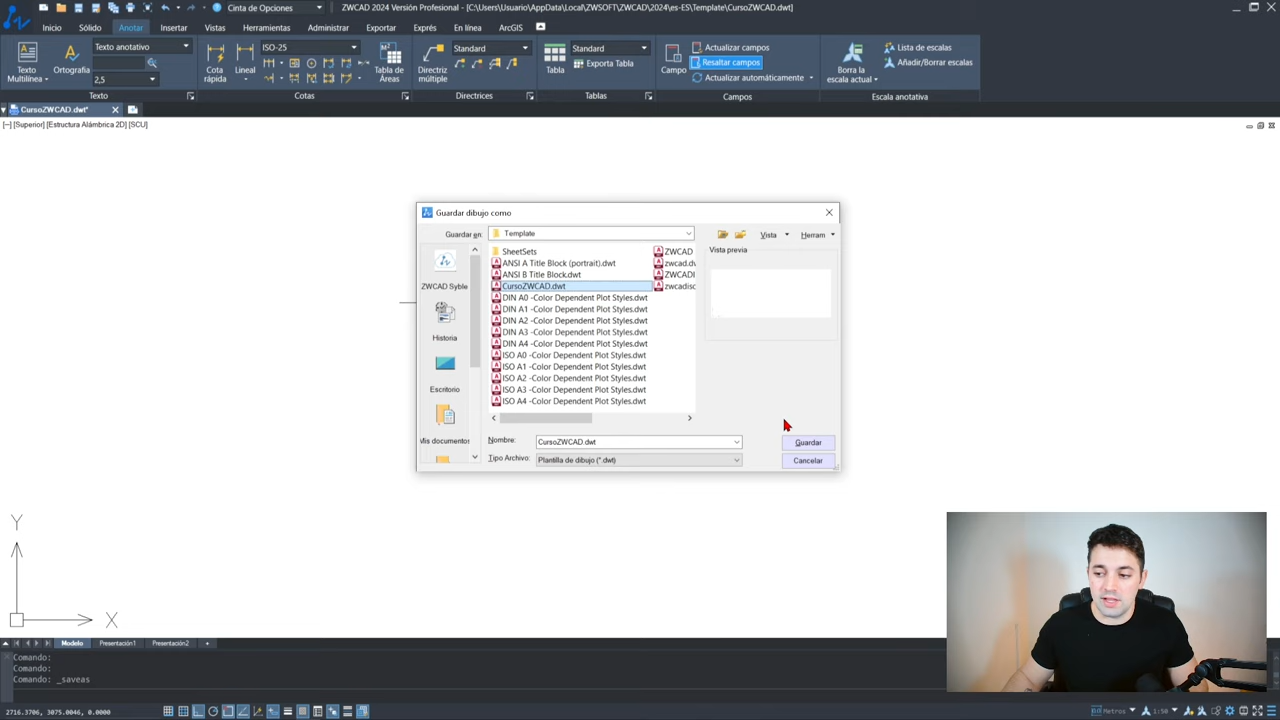 Cinta de Opciones
ZWCAD 2024 Versión Profesional - [C:\Users\Usuario\AppData\Local\ZWSOFT\ZWCAD\2024\es-ES\Template\CursoZWCAD.dwt]
Inicio Sólido Anotar Insertar Vistas Herramientas Administrar Exportar Exprés En línea ArcGIS
Texto anotativo
ISO-25
Standard
Standard
Actualizar campos
Lista de escalas
Resaltar campos
Añadir/Borrar escalas
Exporta Tabla
Actualizar automáticamente
2,5
Texto Multilínea
Ortografía
Cota rápida
Lineal
Tabla de Áreas
Directriz múltiple
Tabla
Campo
Borra la escala actual
Texto
Cotas
Directrices
Tablas
Campos
Escala anotativa
CursoZWCAD.dwt*
[−] [Superior] [Estructura Alámbrica 2D] [SCU]
Guardar dibujo como
Guardar en:
Template
Vista
Herram
SheetSets
ANSI A Title Block (portrait).dwt
ANSI B Title Block.dwt
CursoZWCAD.dwt
DIN A0 -Color Dependent Plot Styles.dwt
DIN A1 -Color Dependent Plot Styles.dwt
DIN A2 -Color Dependent Plot Styles.dwt
DIN A3 -Color Dependent Plot Styles.dwt
DIN A4 -Color Dependent Plot Styles.dwt
ISO A0 -Color Dependent Plot Styles.dwt
ISO A1 -Color Dependent Plot Styles.dwt
ISO A2 -Color Dependent Plot Styles.dwt
ISO A3 -Color Dependent Plot Styles.dwt
ISO A4 -Color Dependent Plot Styles.dwt
ZWCAD
zwcad.dv
ZWCADI
zwcadisc
Vista previa
ZWCAD Syble
Historia
Escritorio
Mis documentos
Nombre:
CursoZWCAD.dwt
Guardar
Tipo Archivo:
Plantilla de dibujo (*.dwt)
Cancelar
Y
X
Modelo Presentación1 Presentación2 +
Comando:
Comando:
Comando: _saveas
2716.3706, 3075.0046, 0.0000
Metros
1:50